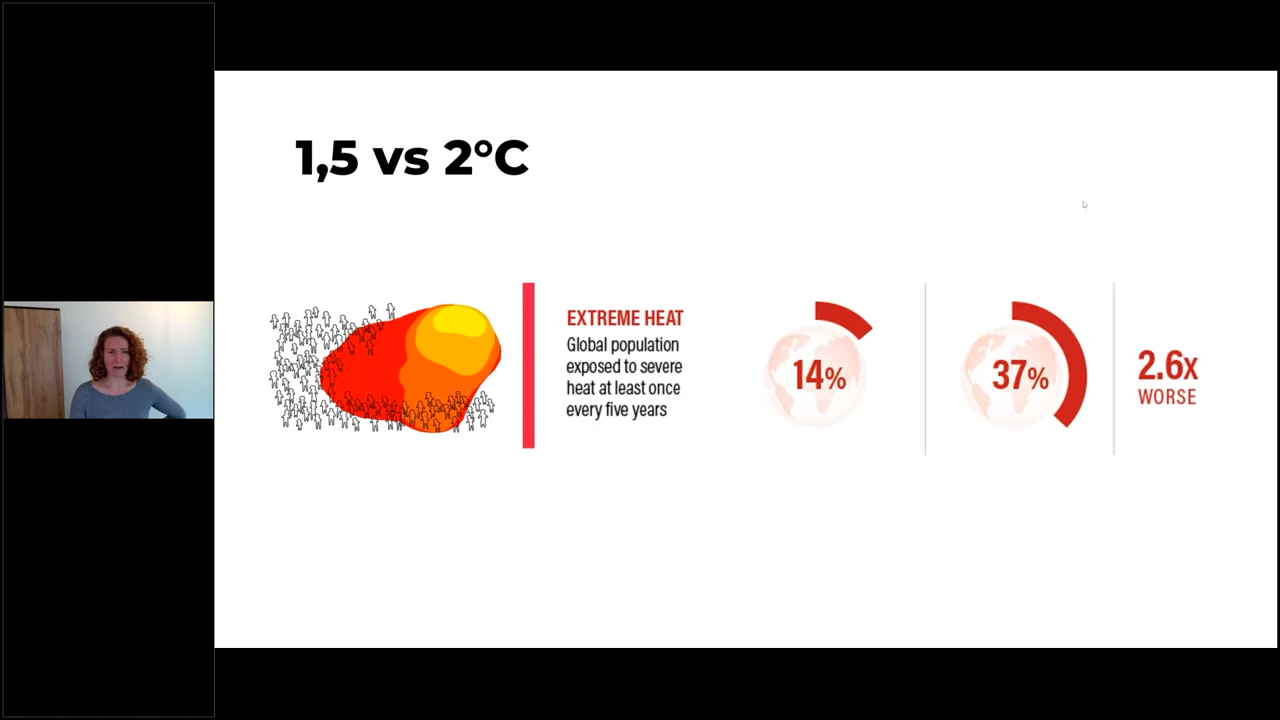 1,5 vs 2°C
EXTREME HEAT
Global population
exposed to severe
heat at least once
every five years
14%
37%
2.6x
WORSE